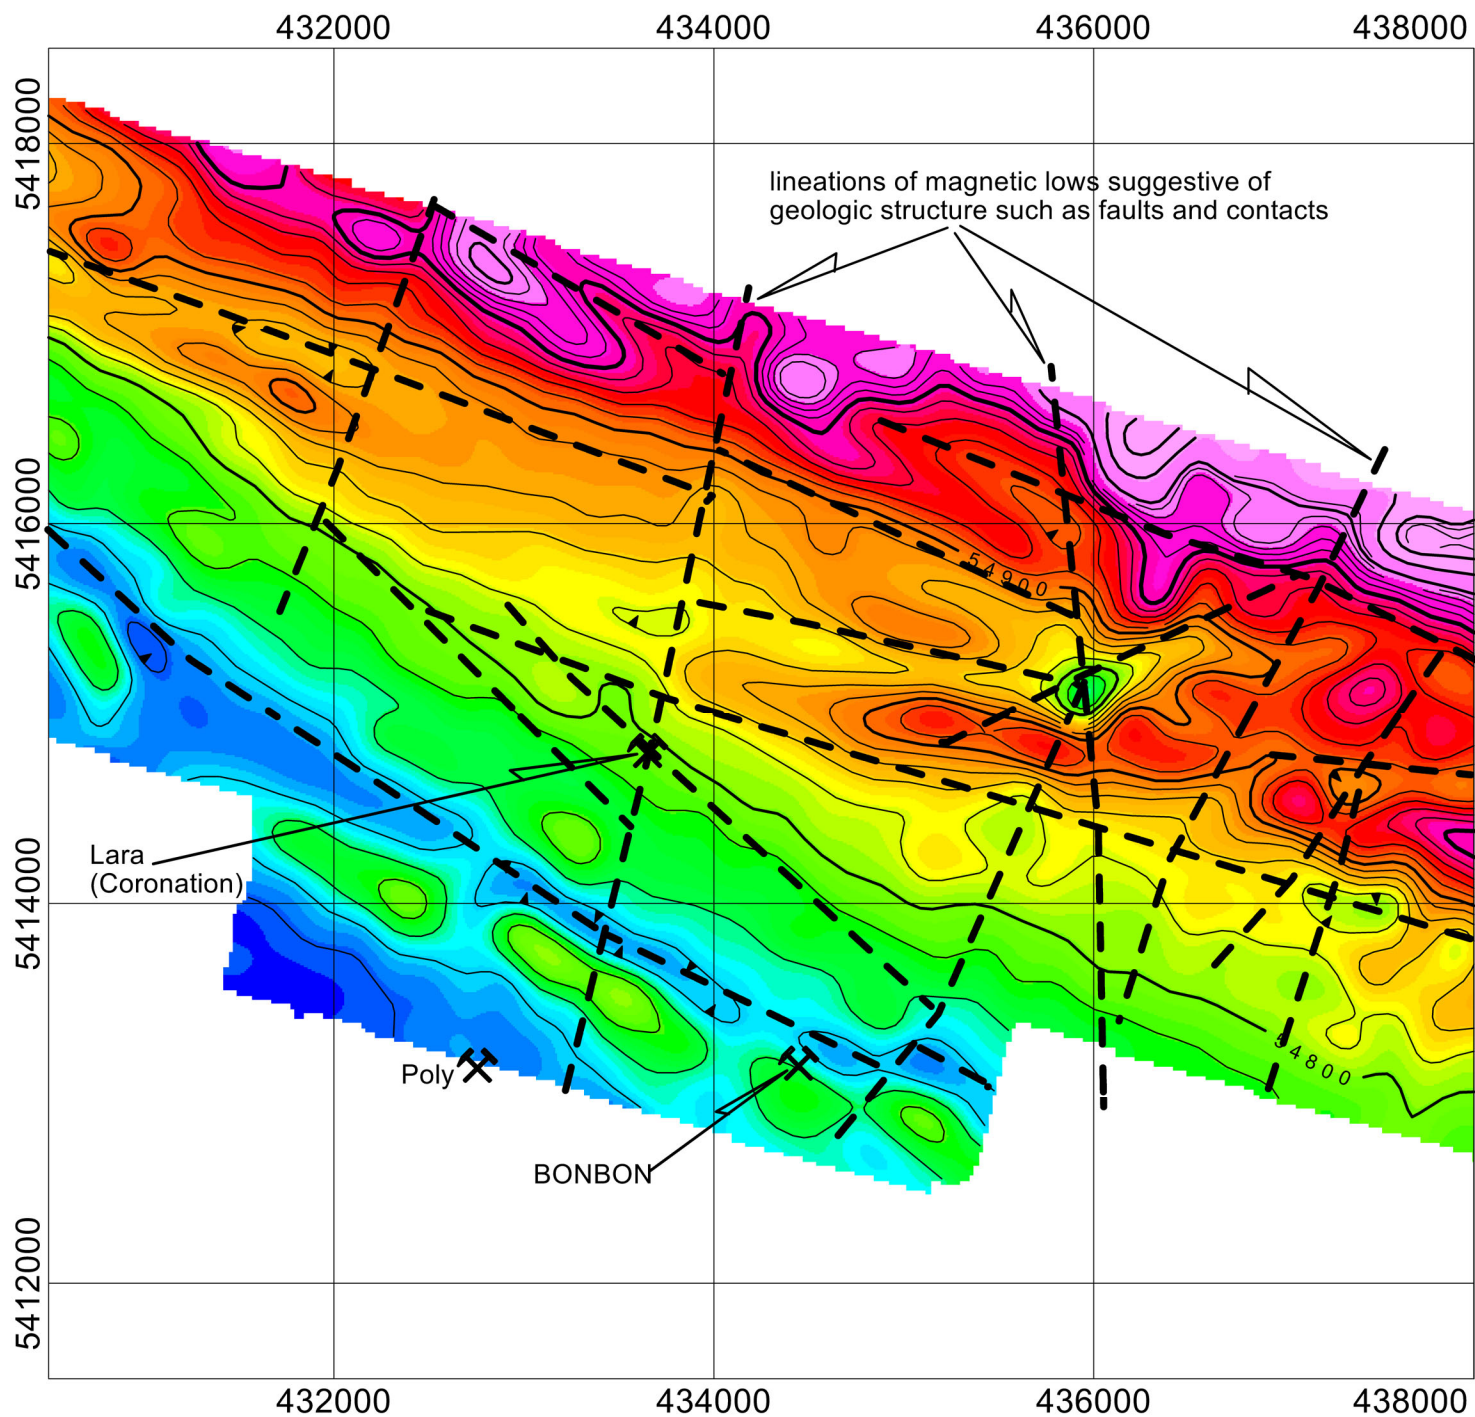 432000 434000 436000 438000
5418000
lineations of magnetic lows suggestive of
geologic structure such as faults and contacts
5416000
54900
Lara
(Coronation)
5414000
54800
Poly
BONBON
5412000
432000 434000 436000 438000